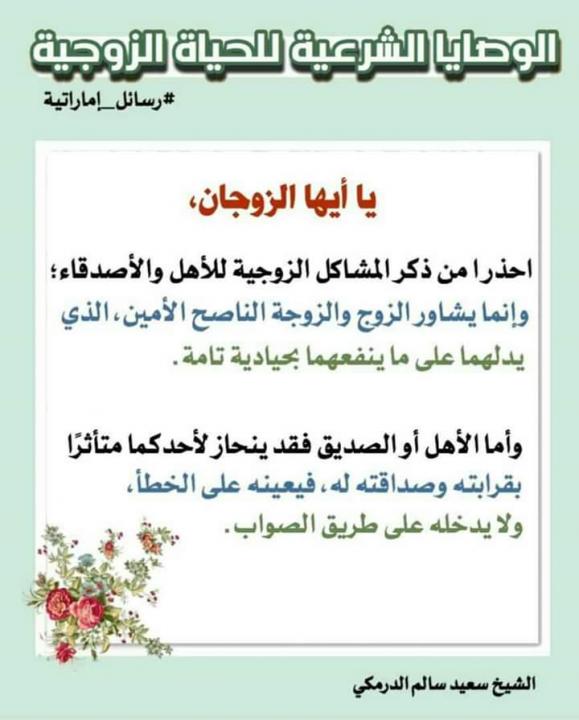 الوصايا الشرعية للحياة الزوجية
#رسائل_إماراتية
يا أيها الزوجان،
احذرا من ذكر المشاكل الزوجية للأهل والأصدقاء؛
وإنما يشاور الزوج والزوجة الناصح الأمين، الذي
يدلهما على ما ينفعهما بحيادية تامة.
وأما الأهل أو الصديق فقد ينحاز لأحدكما متأثرًا
بقرابته وصداقته له، فيعينه على الخطأ،
ولا يدخله على طريق الصواب.
الشيخ سعيد سالم الدرمكي